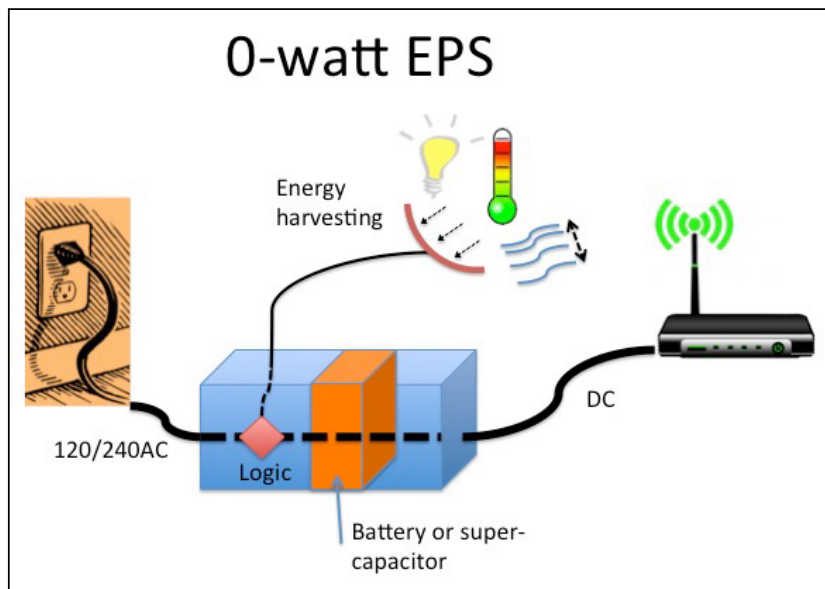 0-watt EPS
Energy
harvesting
120/240AC
Logic
DC
Battery or super-
capacitor